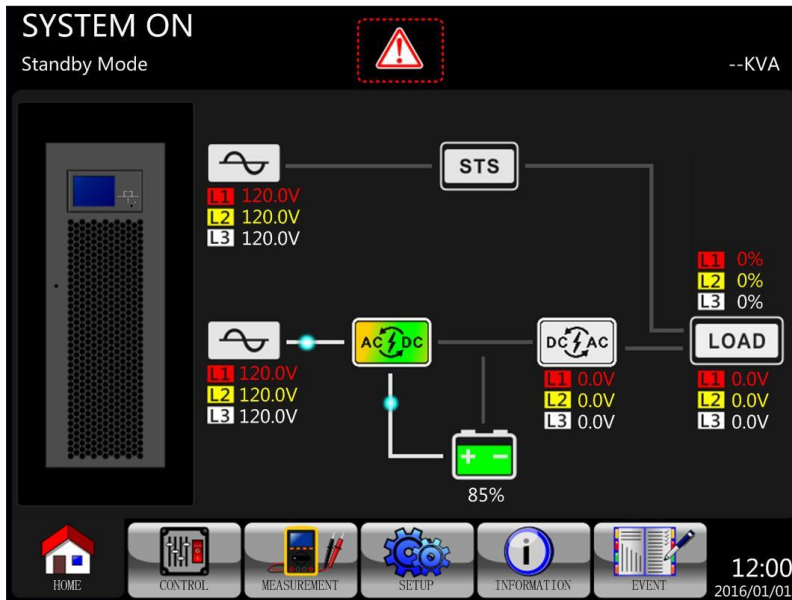 SYSTEM ON
Standby Mode
--KVA
L1 120.0V
L2 120.0V
L3 120.0V
STS
L1 0%
L2 0%
L3 0%
AC DC
DC AC
LOAD
L1 120.0V
L2 120.0V
L3 120.0V
L1 0.0V
L2 0.0V
L3 0.0V
L1 0.0V
L2 0.0V
L3 0.0V
+ −
85%
HOME
CONTROL
MEASUREMENT
SETUP
INFORMATION
EVENT
12:00
2016/01/01